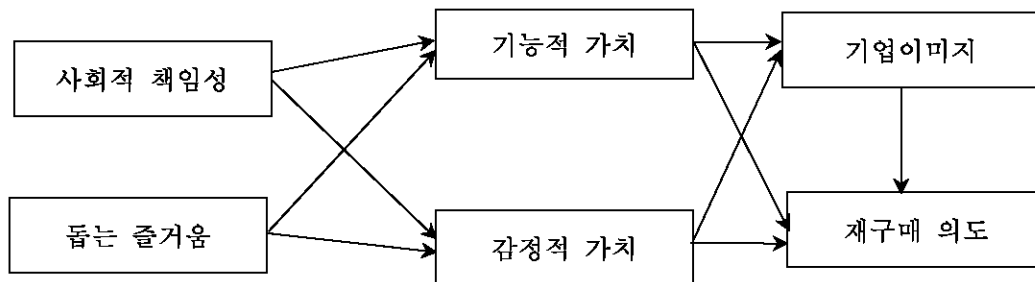 사회적 책임성
기능적 가치
기업이미지
돕는 즐거움
감정적 가치
재구매 의도